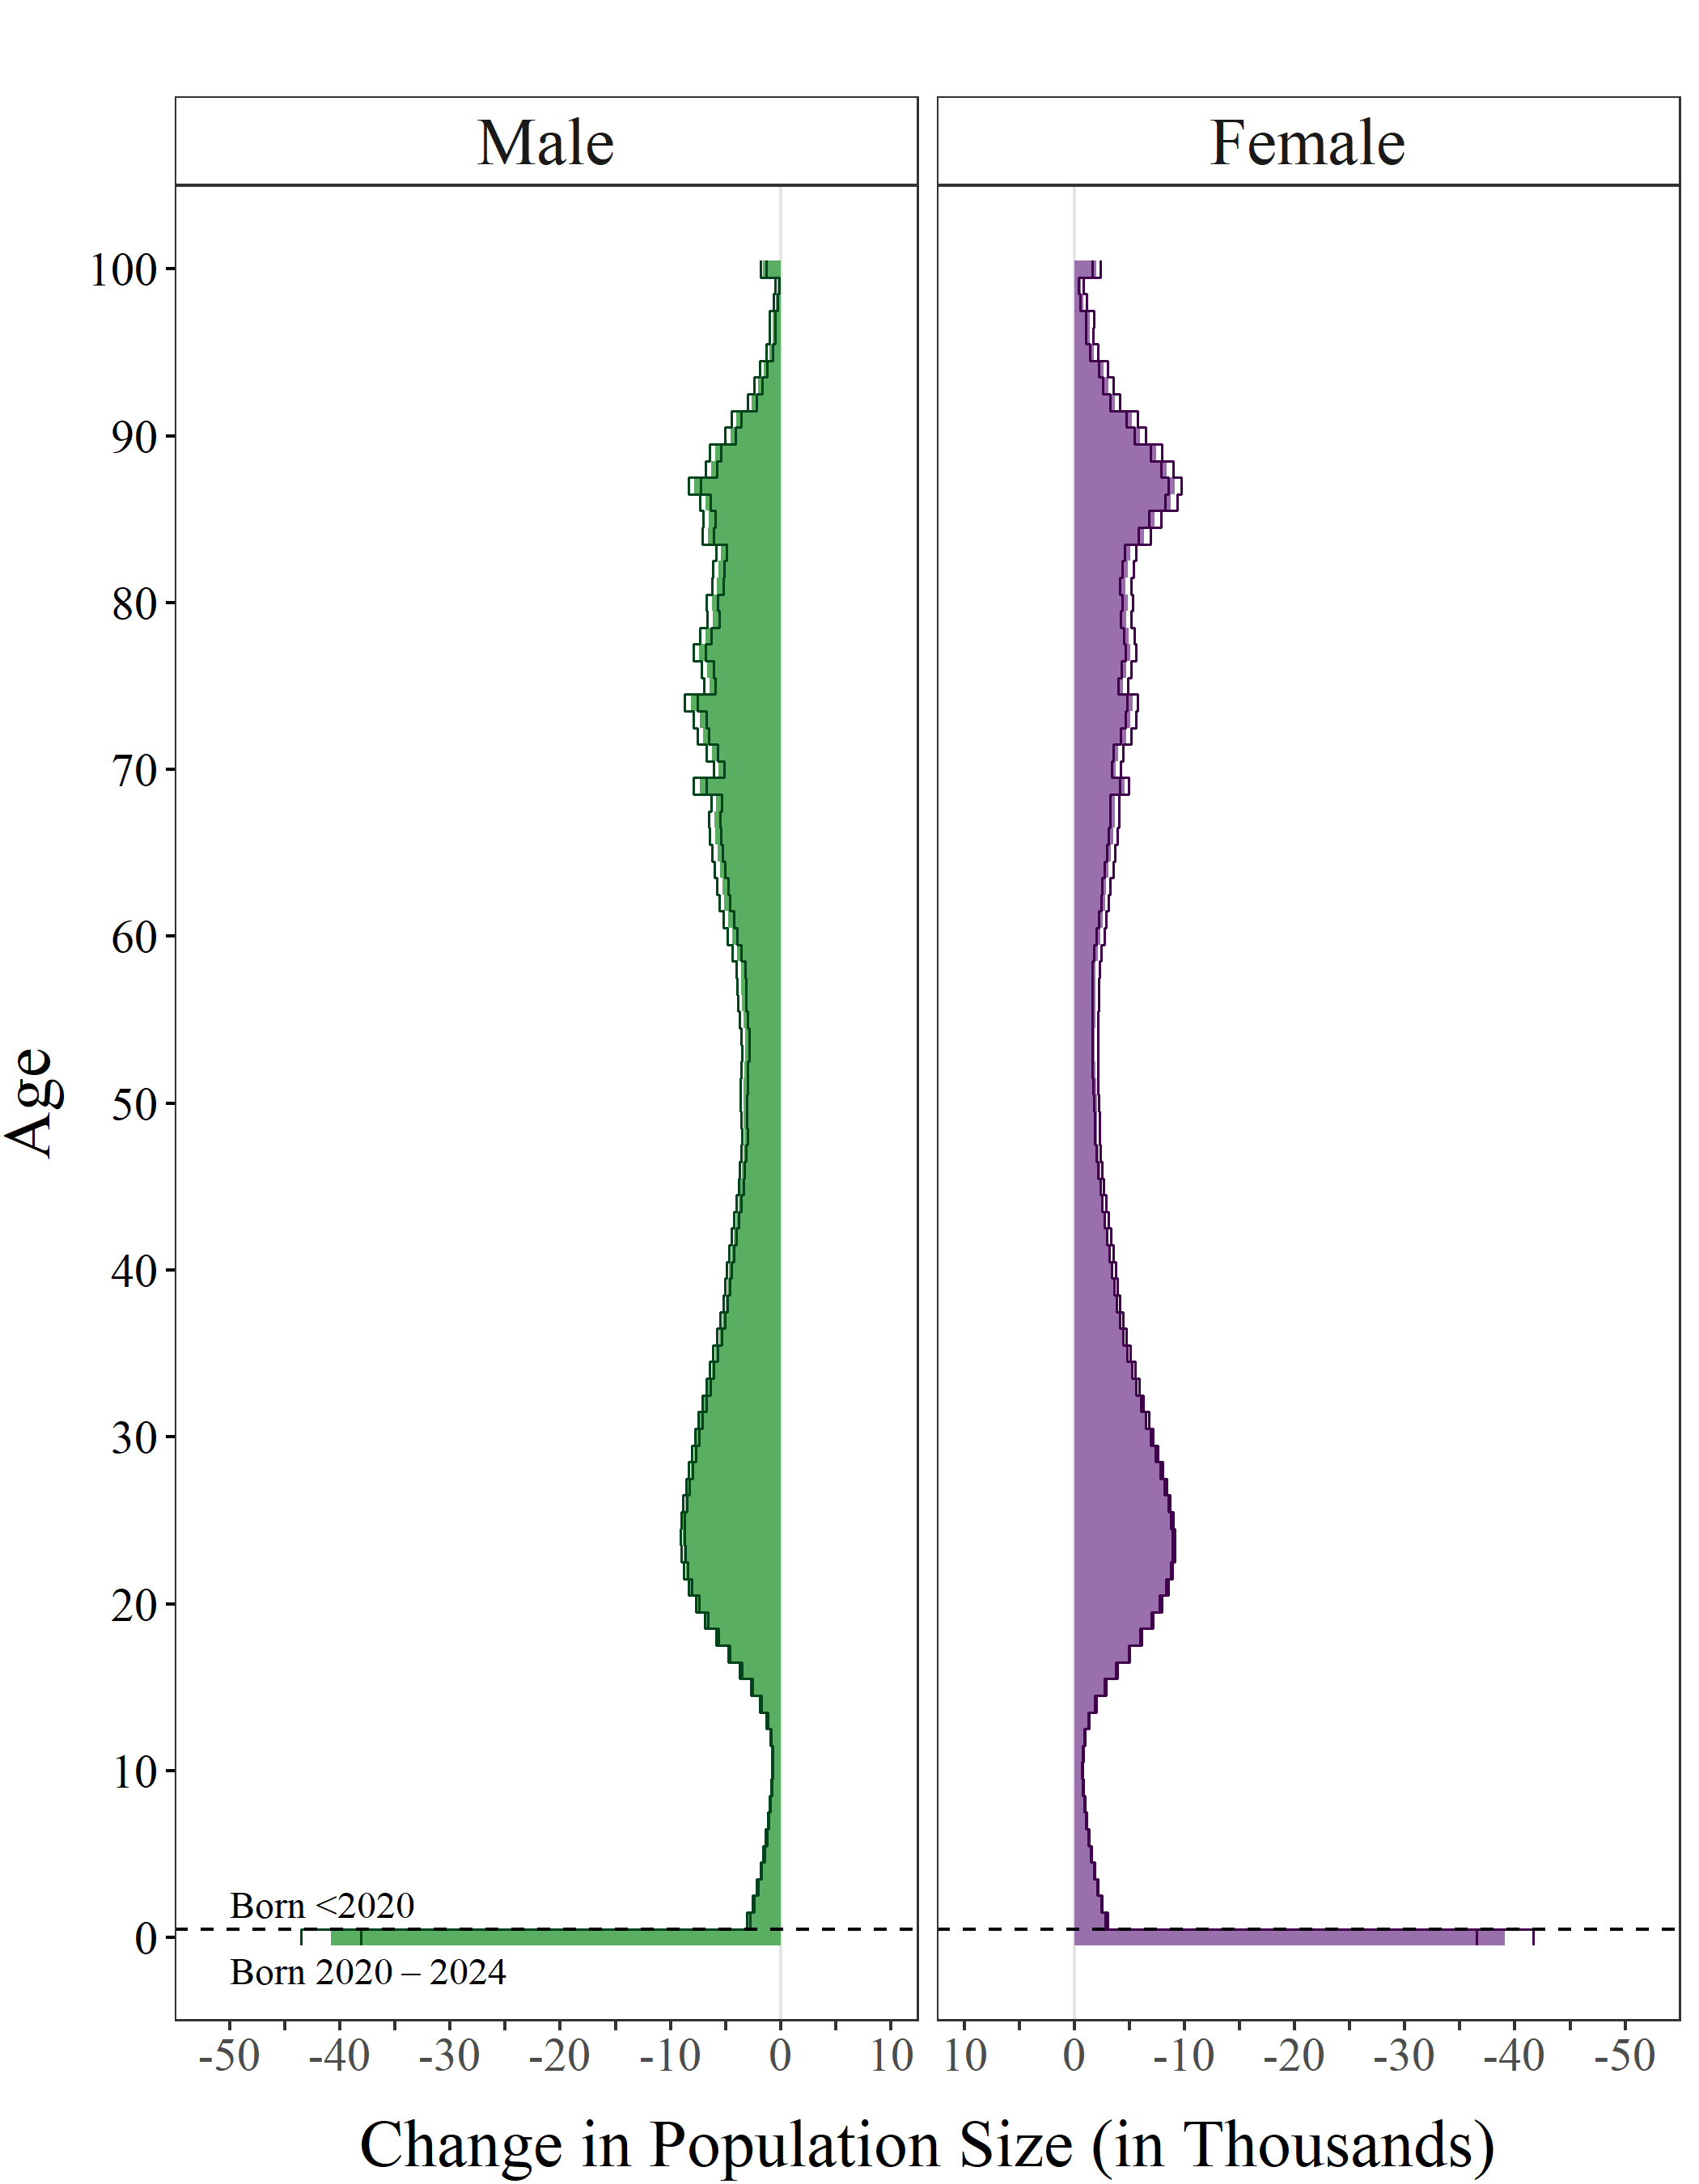 Male Female
100
90
80
70
60
50
40
30
20
10
0
Age
Born <2020
Born 2020 – 2024
-50 -40 -30 -20 -10 0 10 10 0 -10 -20 -30 -40 -50
Change in Population Size (in Thousands)